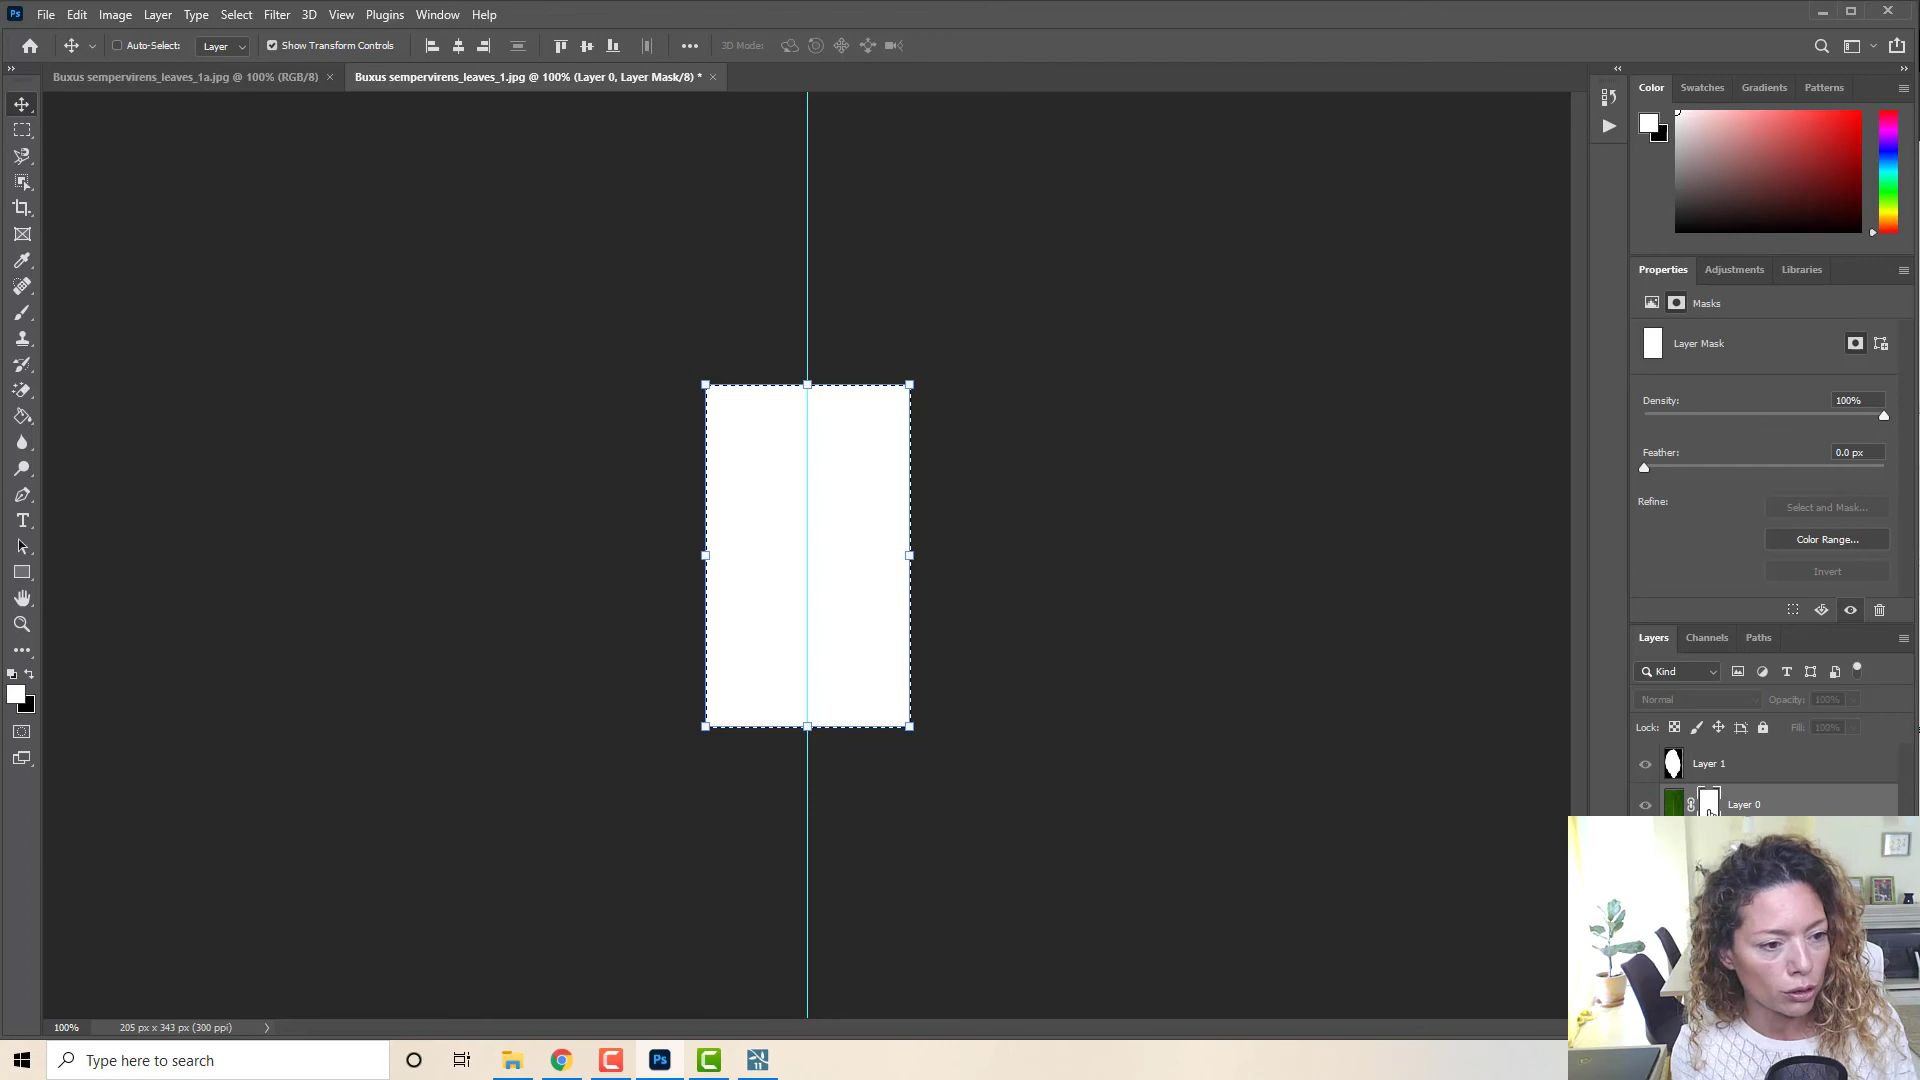 Ps File Edit Image Layer Type Select Filter 3D View Plugins Window Help
Auto-Select: Layer Show Transform Controls 3D Mode:
Buxus sempervirens_leaves_1a.jpg @ 100% (RGB/8) Buxus sempervirens_leaves_1.jpg @ 100% (Layer 0, Layer Mask/8) *
Color Swatches Gradients Patterns
Properties Adjustments Libraries
Masks
Layer Mask
Density: 100%
Feather: 0.0 px
Refine: Select and Mask...
Color Range...
Invert
Layers Channels Paths
Kind
Normal Opacity: 100%
Lock: Fill: 100%
Layer 1
Layer 0
100% 205 px x 343 px (300 ppi)
Type here to search Ps